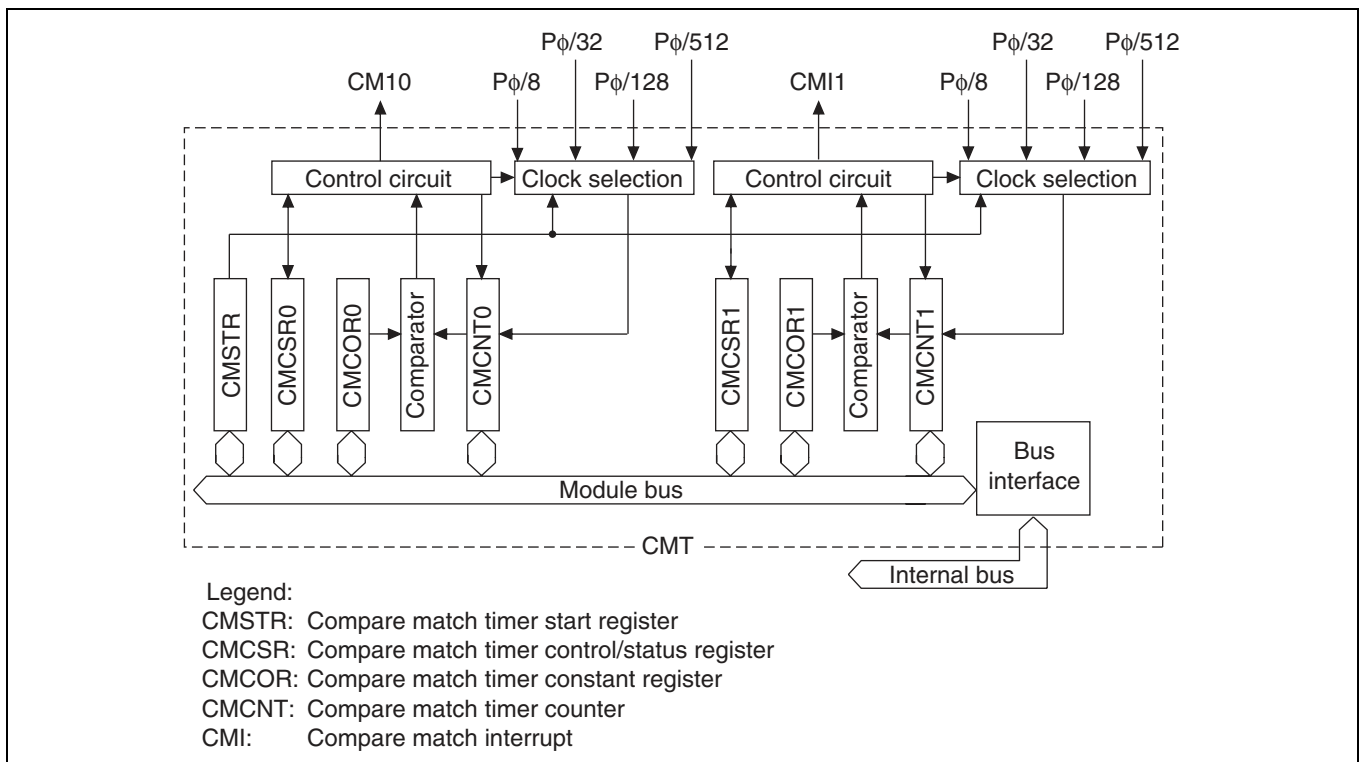 Pφ/32 Pφ/512 Pφ/32 Pφ/512
CM10 Pφ/8 Pφ/128 CMI1 Pφ/8 Pφ/128
Control circuit Clock selection Control circuit Clock selection
CMSTR
CMCSR0
CMCOR0
Comparator
CMCNT0
CMCSR1
CMCOR1
Comparator
CMCNT1
Bus
interface
Module bus
CMT
Internal bus
Legend:
CMSTR: Compare match timer start register
CMCSR: Compare match timer control/status register
CMCOR: Compare match timer constant register
CMCNT: Compare match timer counter
CMI: Compare match interrupt